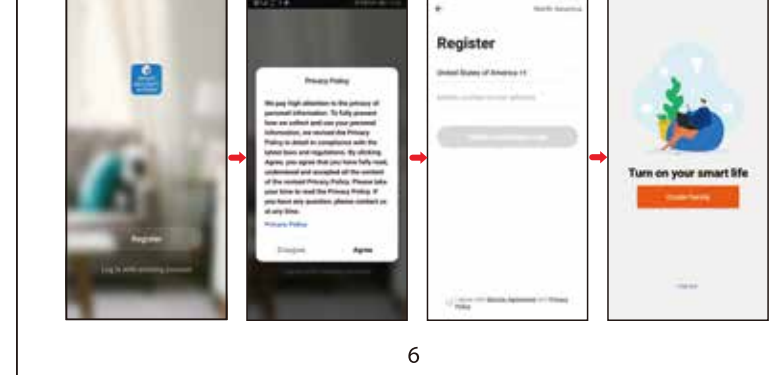 Register
Log in with existing account
Privacy Policy
We pay high attention to the privacy of
personal information. To fully present
how we collect and use your personal
information, we revised the Privacy
Policy in detail in compliance with the
latest laws and regulations. By clicking
Agree, you agree that you have fully read,
understood and accepted all the content
of the revised Privacy Policy. Please take
your time to read the Privacy Policy. If
you have any question, please contact us
at any time.
Privacy Policy
Disagree Agree
North America
Register
United States of America +1
Service Agreement Privacy
Policy
Turn on your smart life
Create family
6